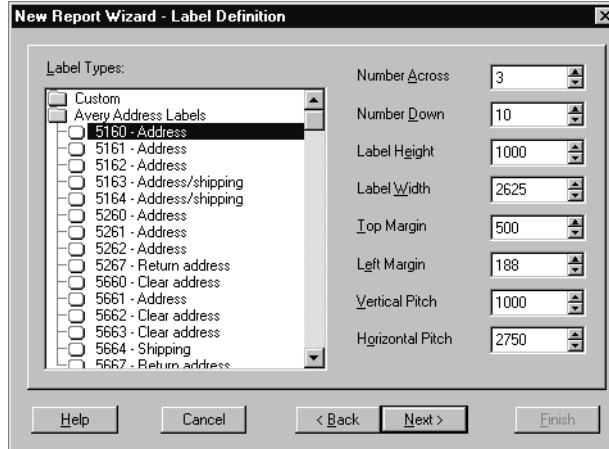 New Report Wizard - Label Definition
Label Types:
Custom
Avery Address Labels
5160 - Address
5161 - Address
5162 - Address
5163 - Address/shipping
5164 - Address/shipping
5260 - Address
5261 - Address
5262 - Address
5267 - Return address
5660 - Clear address
5661 - Address
5662 - Clear address
5663 - Clear address
5664 - Shipping
5667 - Return address
Number Across 3
Number Down 10
Label Height 1000
Label Width 2625
Top Margin 500
Left Margin 188
Vertical Pitch 1000
Horizontal Pitch 2750
Help Cancel < Back Next > Finish